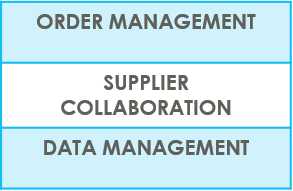 ORDER MANAGEMENT
SUPPLIER
COLLABORATION
DATA MANAGEMENT